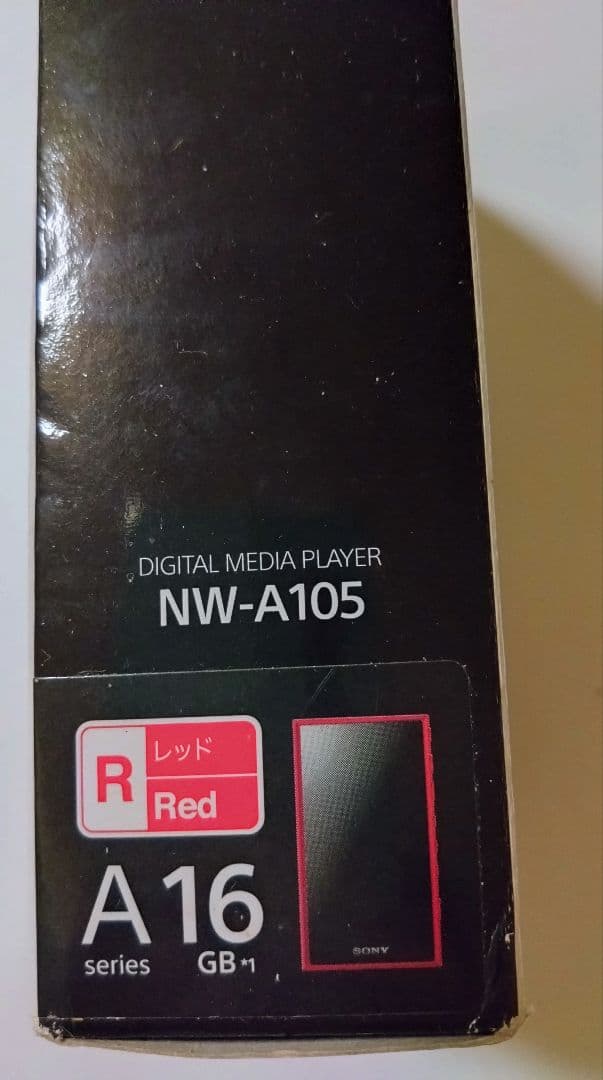 DIGITAL MEDIA PLAYER
NW-A105
R
レッド
Red
A 16
series GB *1
SONY